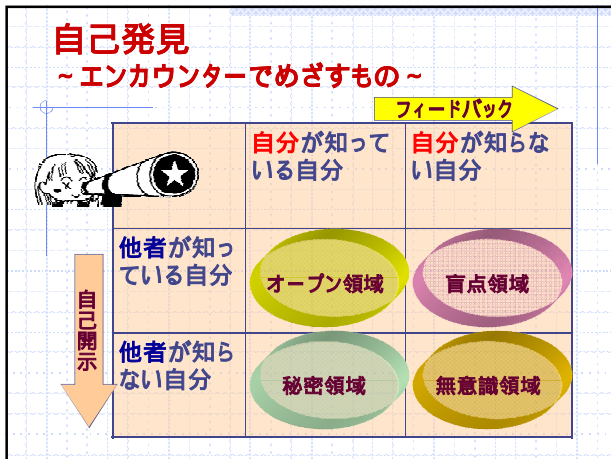 自己発見
~エンカウンターでめざすもの~
フィードバック
自分が知って
いる自分
自分が知らな
い自分
他者が知っ
ている自分
オープン領域
盲点領域
自己開示
他者が知ら
ない自分
秘密領域
無意識領域